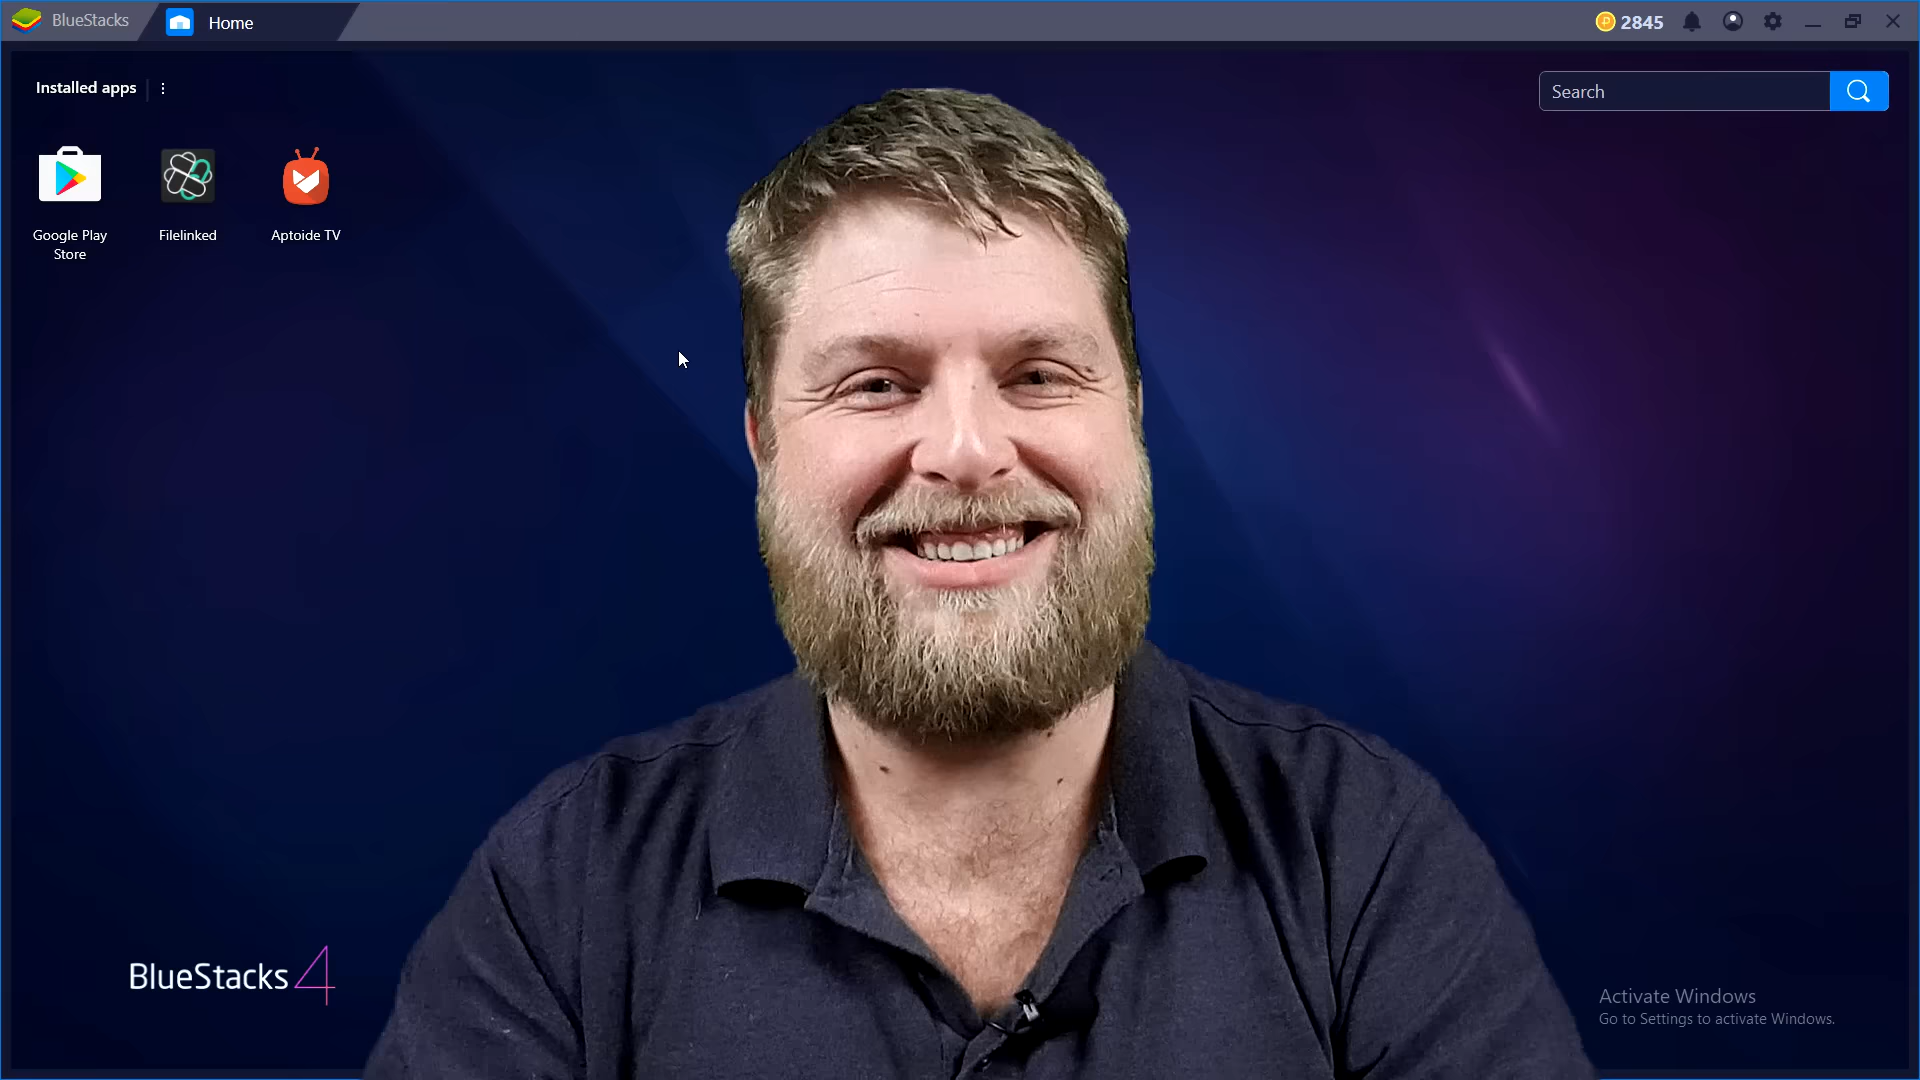 BlueStacks
Home
2845
Installed apps
Search
Google Play
Store
Filelinked
Aptoide TV
BlueStacks 4
Activate Windows
Go to Settings to activate Windows.